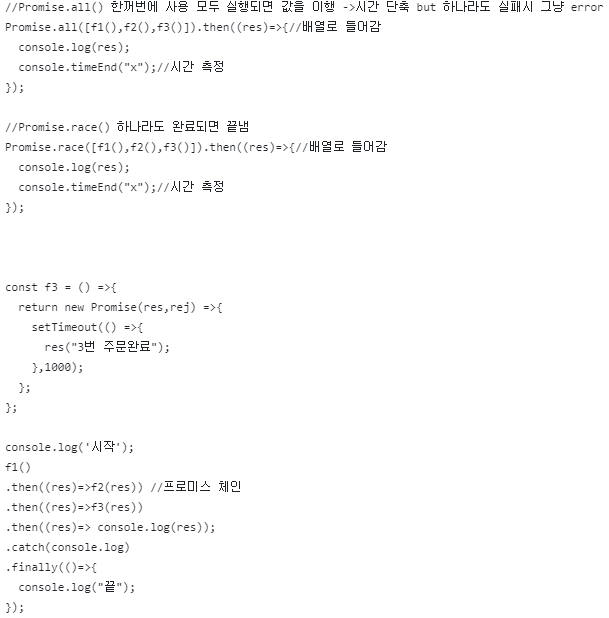 //Promise.all() 한꺼번에 사용 모두 실행되면 값을 이행 ->시간 단축 but 하나라도 실패시 그냥 error
Promise.all([f1(),f2(),f3()]).then((res)=>{//배열로 들어감
  console.log(res);
  console.timeEnd("x");//시간 측정
});

//Promise.race() 하나라도 완료되면 끝냄
Promise.race([f1(),f2(),f3()]).then((res)=>{//배열로 들어감
  console.log(res);
  console.timeEnd("x");//시간 측정
});

const f3 = () =>{
  return new Promise(res,rej) =>{
    setTimeout(() =>{
      res("3번 주문완료");
    },1000);
  };
};

console.log('시작');
f1()
.then((res)=>f2(res)) //프로미스 체인
.then((res)=>f3(res))
.then((res)=> console.log(res));
.catch(console.log)
.finally(()=>{
  console.log("끝");
});